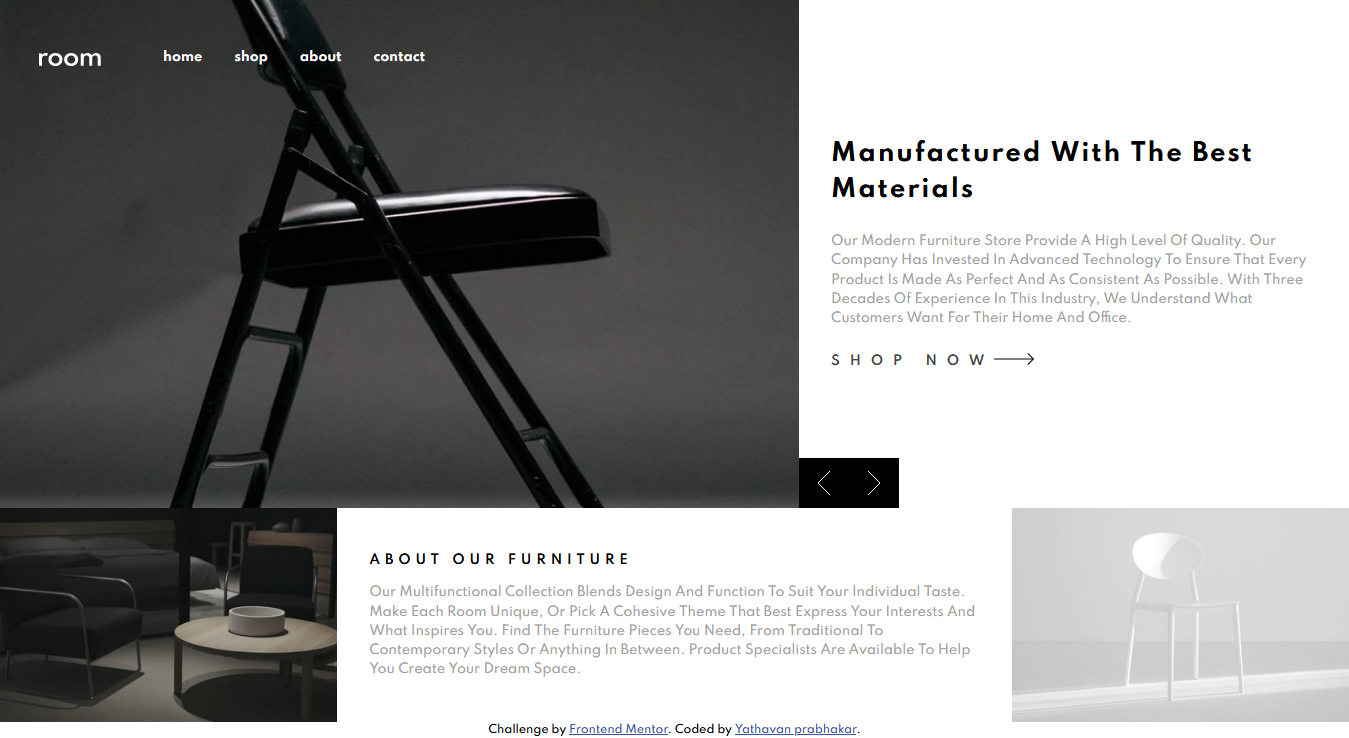 room home shop about contact
Manufactured With The Best
Materials
Our Modern Furniture Store Provide A High Level Of Quality. Our
Company Has Invested In Advanced Technology To Ensure That Every
Product Is Made As Perfect And As Consistent As Possible. With Three
Decades Of Experience In This Industry, We Understand What
Customers Want For Their Home And Office.
SHOP NOW
ABOUT OUR FURNITURE
Our Multifunctional Collection Blends Design And Function To Suit Your Individual Taste.
Make Each Room Unique, Or Pick A Cohesive Theme That Best Express Your Interests And
What Inspires You. Find The Furniture Pieces You Need, From Traditional To
Contemporary Styles Or Anything In Between. Product Specialists Are Available To Help
You Create Your Dream Space.
Challenge by Frontend Mentor. Coded by Yathavan prabhakar.